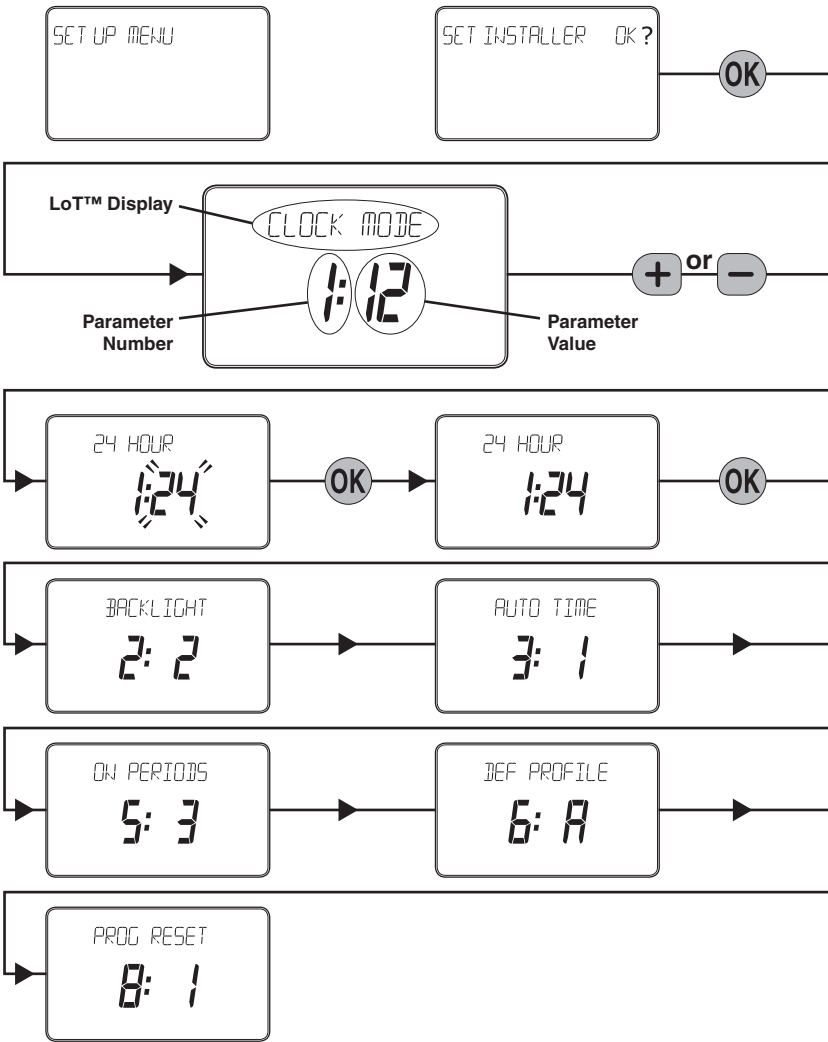 SET UP MENU
SET INSTALLER OK?
OK
LoT™ Display
CLOCK MODE
1:12
+ or −
Parameter
Number
Parameter
Value
24 HOUR
1:24
OK
24 HOUR
1:24
OK
BACKLIGHT
2: 2
AUTO TIME
3: 1
ON PERIODS
5: 3
DEF PROFILE
6: A
PROG RESET
8: 1